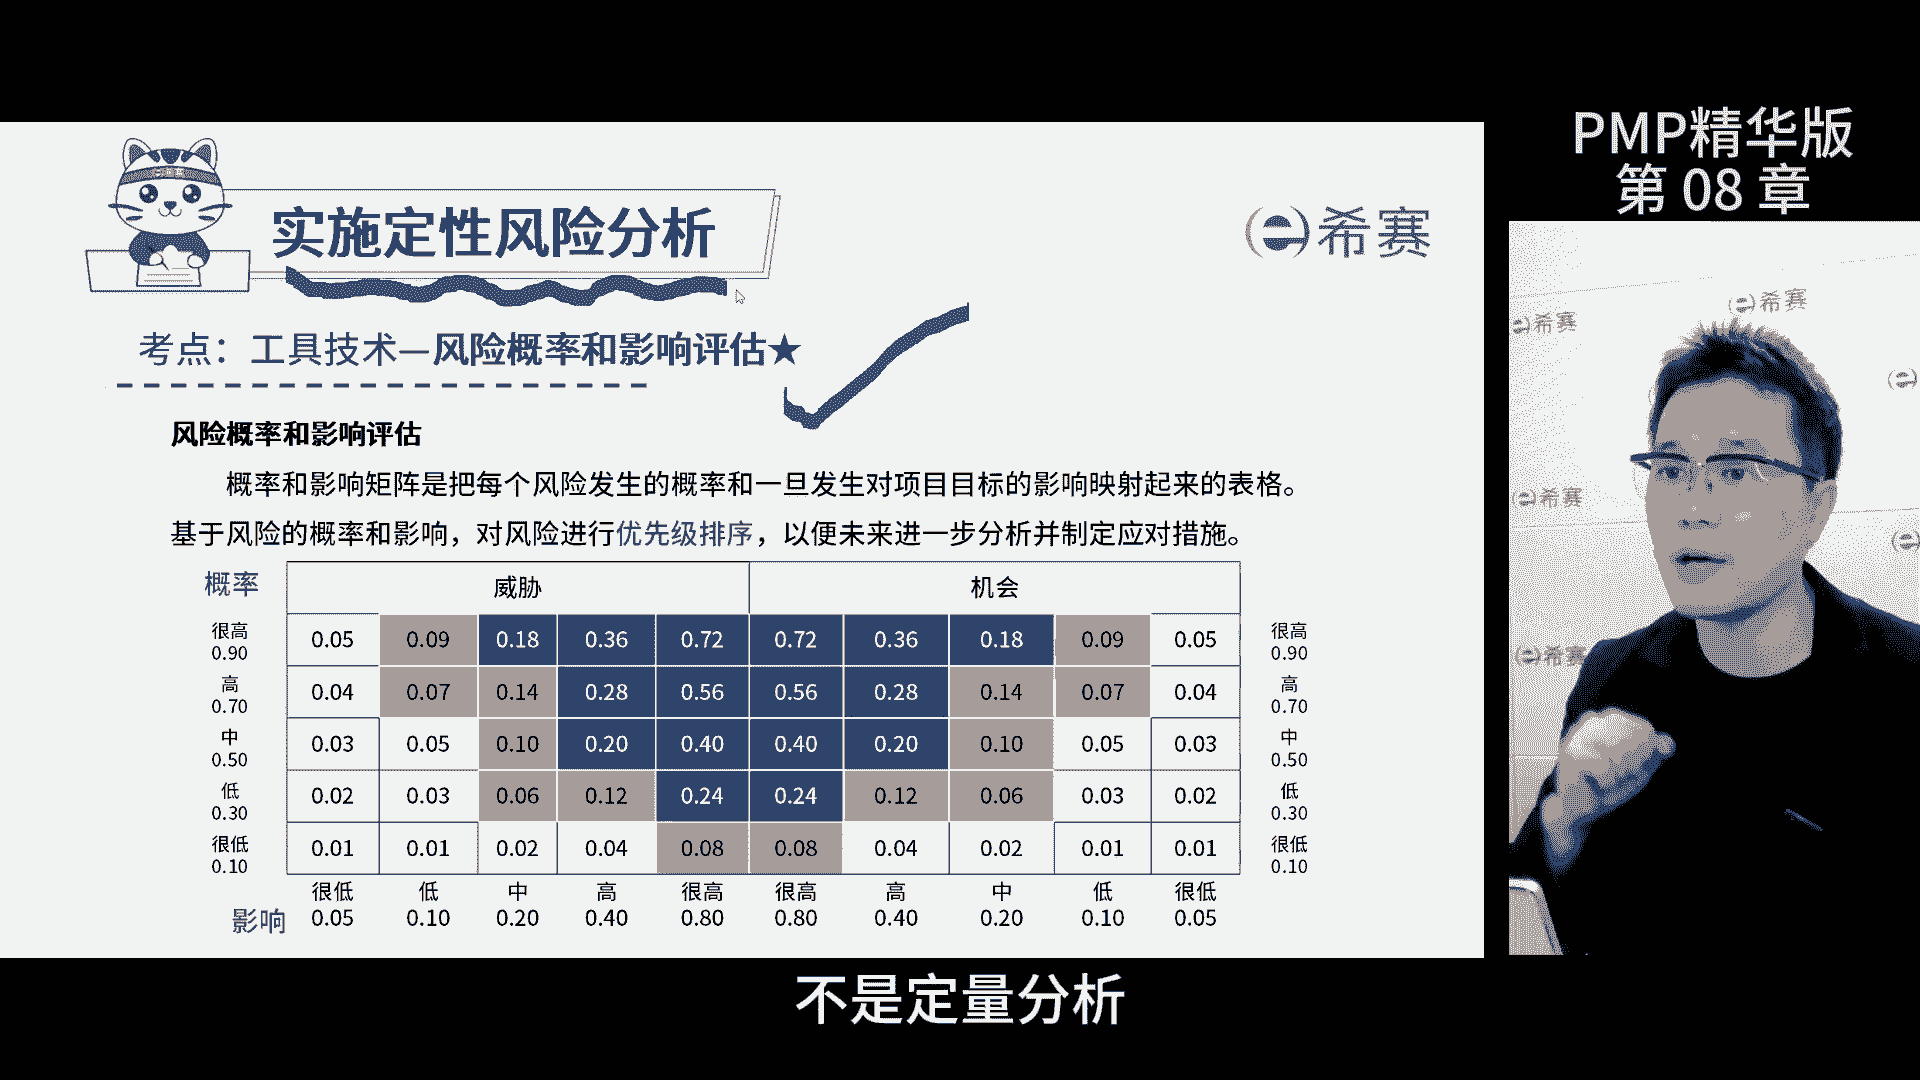 PMP精华版
第 08 章
实施定性风险分析
希赛
考点：工具技术—风险概率和影响评估★
风险概率和影响评估
概率和影响矩阵是把每个风险发生的概率和一旦发生对项目目标的影响映射起来的表格。
基于风险的概率和影响，对风险进行优先级排序，以便未来进一步分析并制定应对措施。
概率 威胁 机会
很高 0.90 0.05 0.09 0.18 0.36 0.72 0.72 0.36 0.18 0.09 0.05 很高 0.90
高 0.70 0.04 0.07 0.14 0.28 0.56 0.56 0.28 0.14 0.07 0.04 高 0.70
中 0.50 0.03 0.05 0.10 0.20 0.40 0.40 0.20 0.10 0.05 0.03 中 0.50
低 0.30 0.02 0.03 0.06 0.12 0.24 0.24 0.12 0.06 0.03 0.02 低 0.30
很低 0.10 0.01 0.01 0.02 0.04 0.08 0.08 0.04 0.02 0.01 0.01 很低 0.10
很低 低 中 高 很高 很高 高 中 低 很低
影响 0.05 0.10 0.20 0.40 0.80 0.80 0.40 0.20 0.10 0.05
希赛
希赛
希赛
希赛
不是定量分析